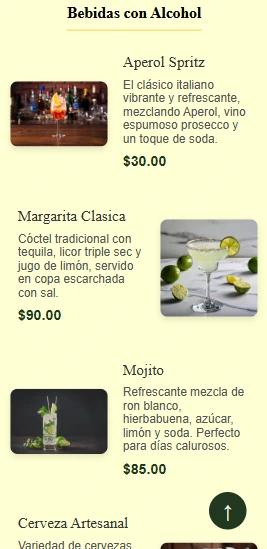 Bebidas con Alcohol
Aperol Spritz
El clásico italiano
vibrante y refrescante,
mezclando Aperol, vino
espumoso prosecco y
un toque de soda.
$30.00
Margarita Clasica
Cóctel tradicional con
tequila, licor triple sec y
jugo de limón, servido
en copa escarchada
con sal.
$90.00
Mojito
Refrescante mezcla de
ron blanco,
hierbabuena, azúcar,
limón y soda. Perfecto
para días calurosos.
$85.00
↑
Cerveza Artesanal
Variedad de cervezas